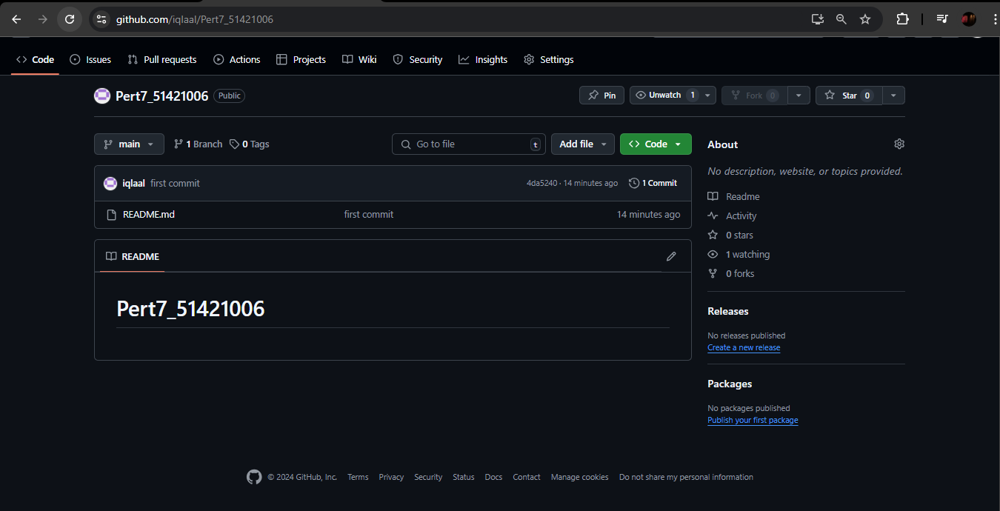 github.com/iqlaal/Pert7_51421006
Code Issues Pull requests Actions Projects Wiki Security Insights Settings
Pert7_51421006 Public Pin Unwatch 1 Fork 0 Star 0
main 1 Branch 0 Tags Go to file t Add file Code
iqlaal first commit 4da5240 · 14 minutes ago 1 Commit
README.md first commit 14 minutes ago
README
Pert7_51421006
About
No description, website, or topics provided.
Readme
Activity
0 stars
1 watching
0 forks
Releases
No releases published
Create a new release
Packages
No packages published
Publish your first package
© 2024 GitHub, Inc. Terms Privacy Security Status Docs Contact Manage cookies Do not share my personal information